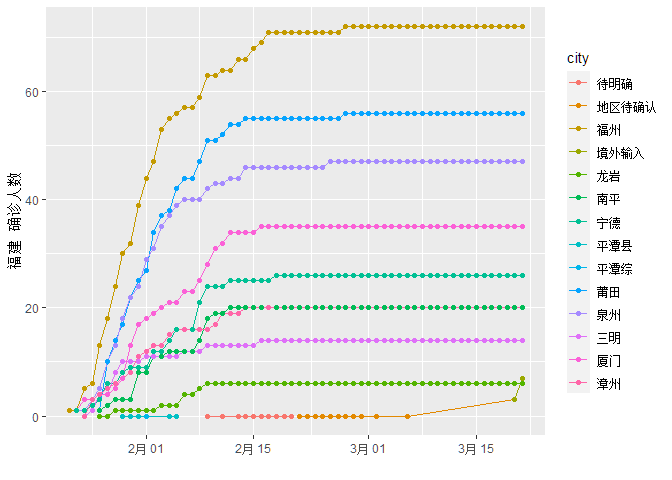 福建 确诊人数
60
40
20
0
2月 01
2月 15
3月 01
3月 15
city
待明确
地区待确认
福州
境外输入
龙岩
南平
宁德
平潭县
平潭综
莆田
泉州
三明
厦门
漳州